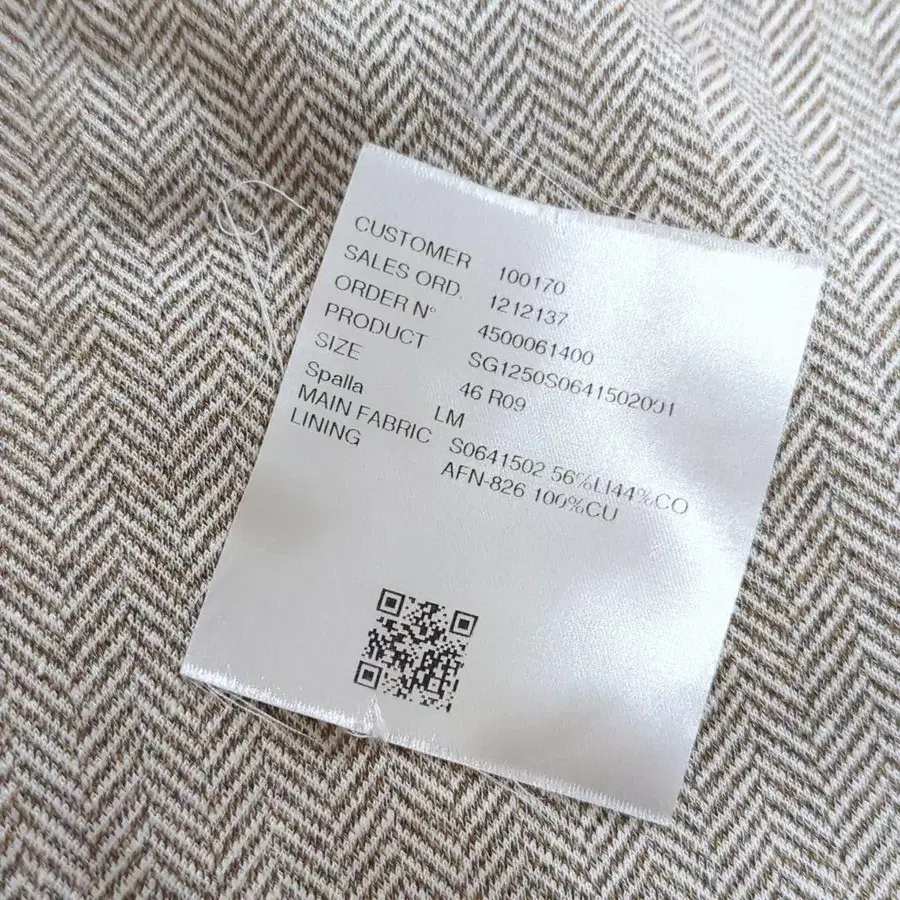 CUSTOMER 100170
SALES ORD. 1212137
ORDER N° 4500061400
PRODUCT SG1250S0641502001
SIZE 46 R09
Spalla LM
MAIN FABRIC S0641502 56%LI44%CO
LINING AFN-826 100%CU